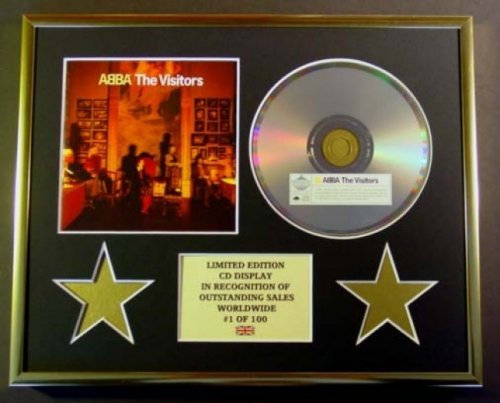 ABBA The Visitors
ABBA The Visitors
LIMITED EDITION
CD DISPLAY
IN RECOGNITION OF
OUTSTANDING SALES
WORLDWIDE
#1 OF 100